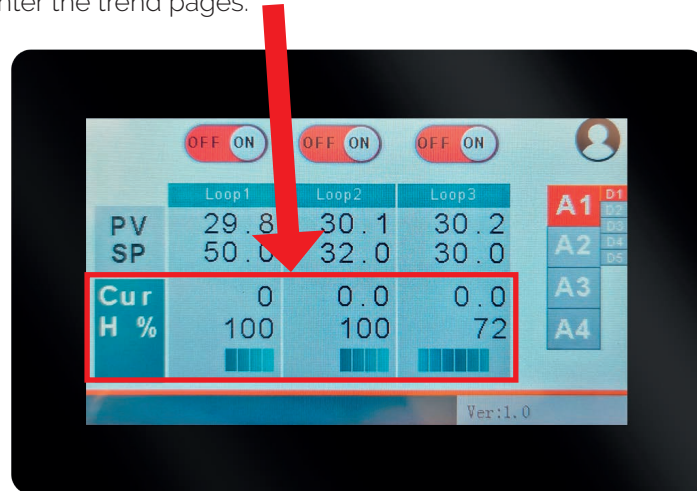 nter the trend pages.
OFF ON OFF ON OFF ON
Loop1 Loop2 Loop3
PV 29.8 30.1 30.2
SP 50.0 32.0 30.0
Cur 0 0.0 0.0
H % 100 100 72
A1 D1
D2
D3
A2 D4
D5
A3
A4
Ver:1.0